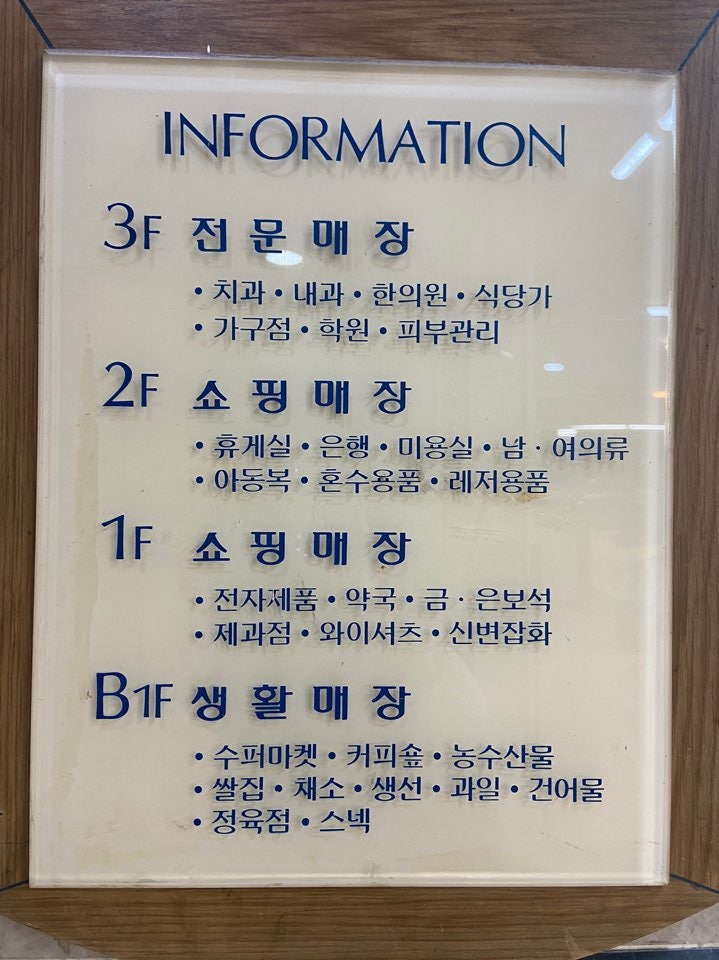 INFORMATION
3F 전문매장
• 치과 • 내과 • 한의원 • 식당가
• 가구점 • 학원 • 피부관리
2F 쇼핑매장
• 휴게실 • 은행 • 미용실 • 남 · 여의류
• 아동복 • 혼수용품 • 레저용품
1F 쇼핑매장
• 전자제품 • 약국 • 금 · 은보석
• 제과점 • 와이셔츠 • 신변잡화
B1F 생활매장
• 수퍼마켓 • 커피숖 • 농수산물
• 쌀집 • 채소 • 생선 • 과일 • 건어물
• 정육점 • 스넥